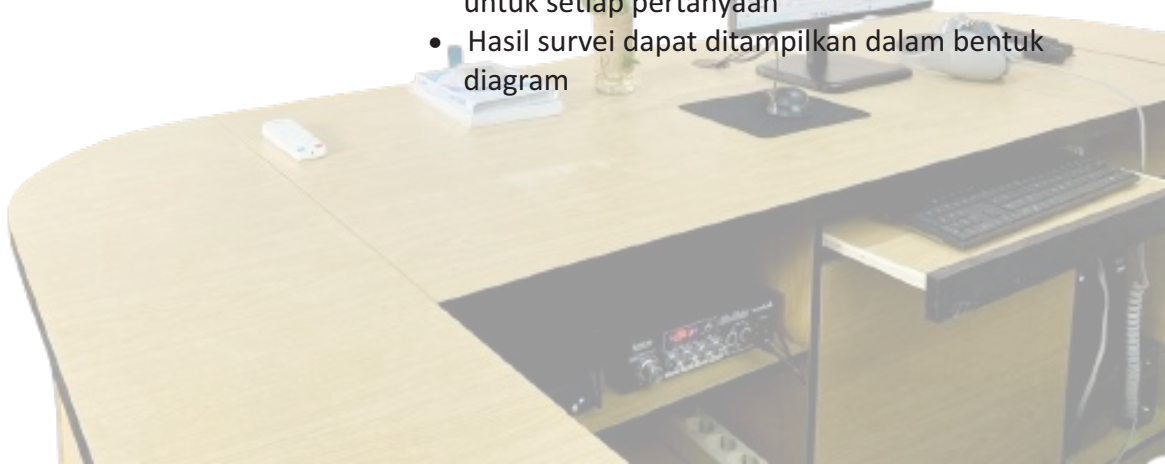 untuk setiap pertanyaan
• Hasil survei dapat ditampilkan dalam bentuk
diagram